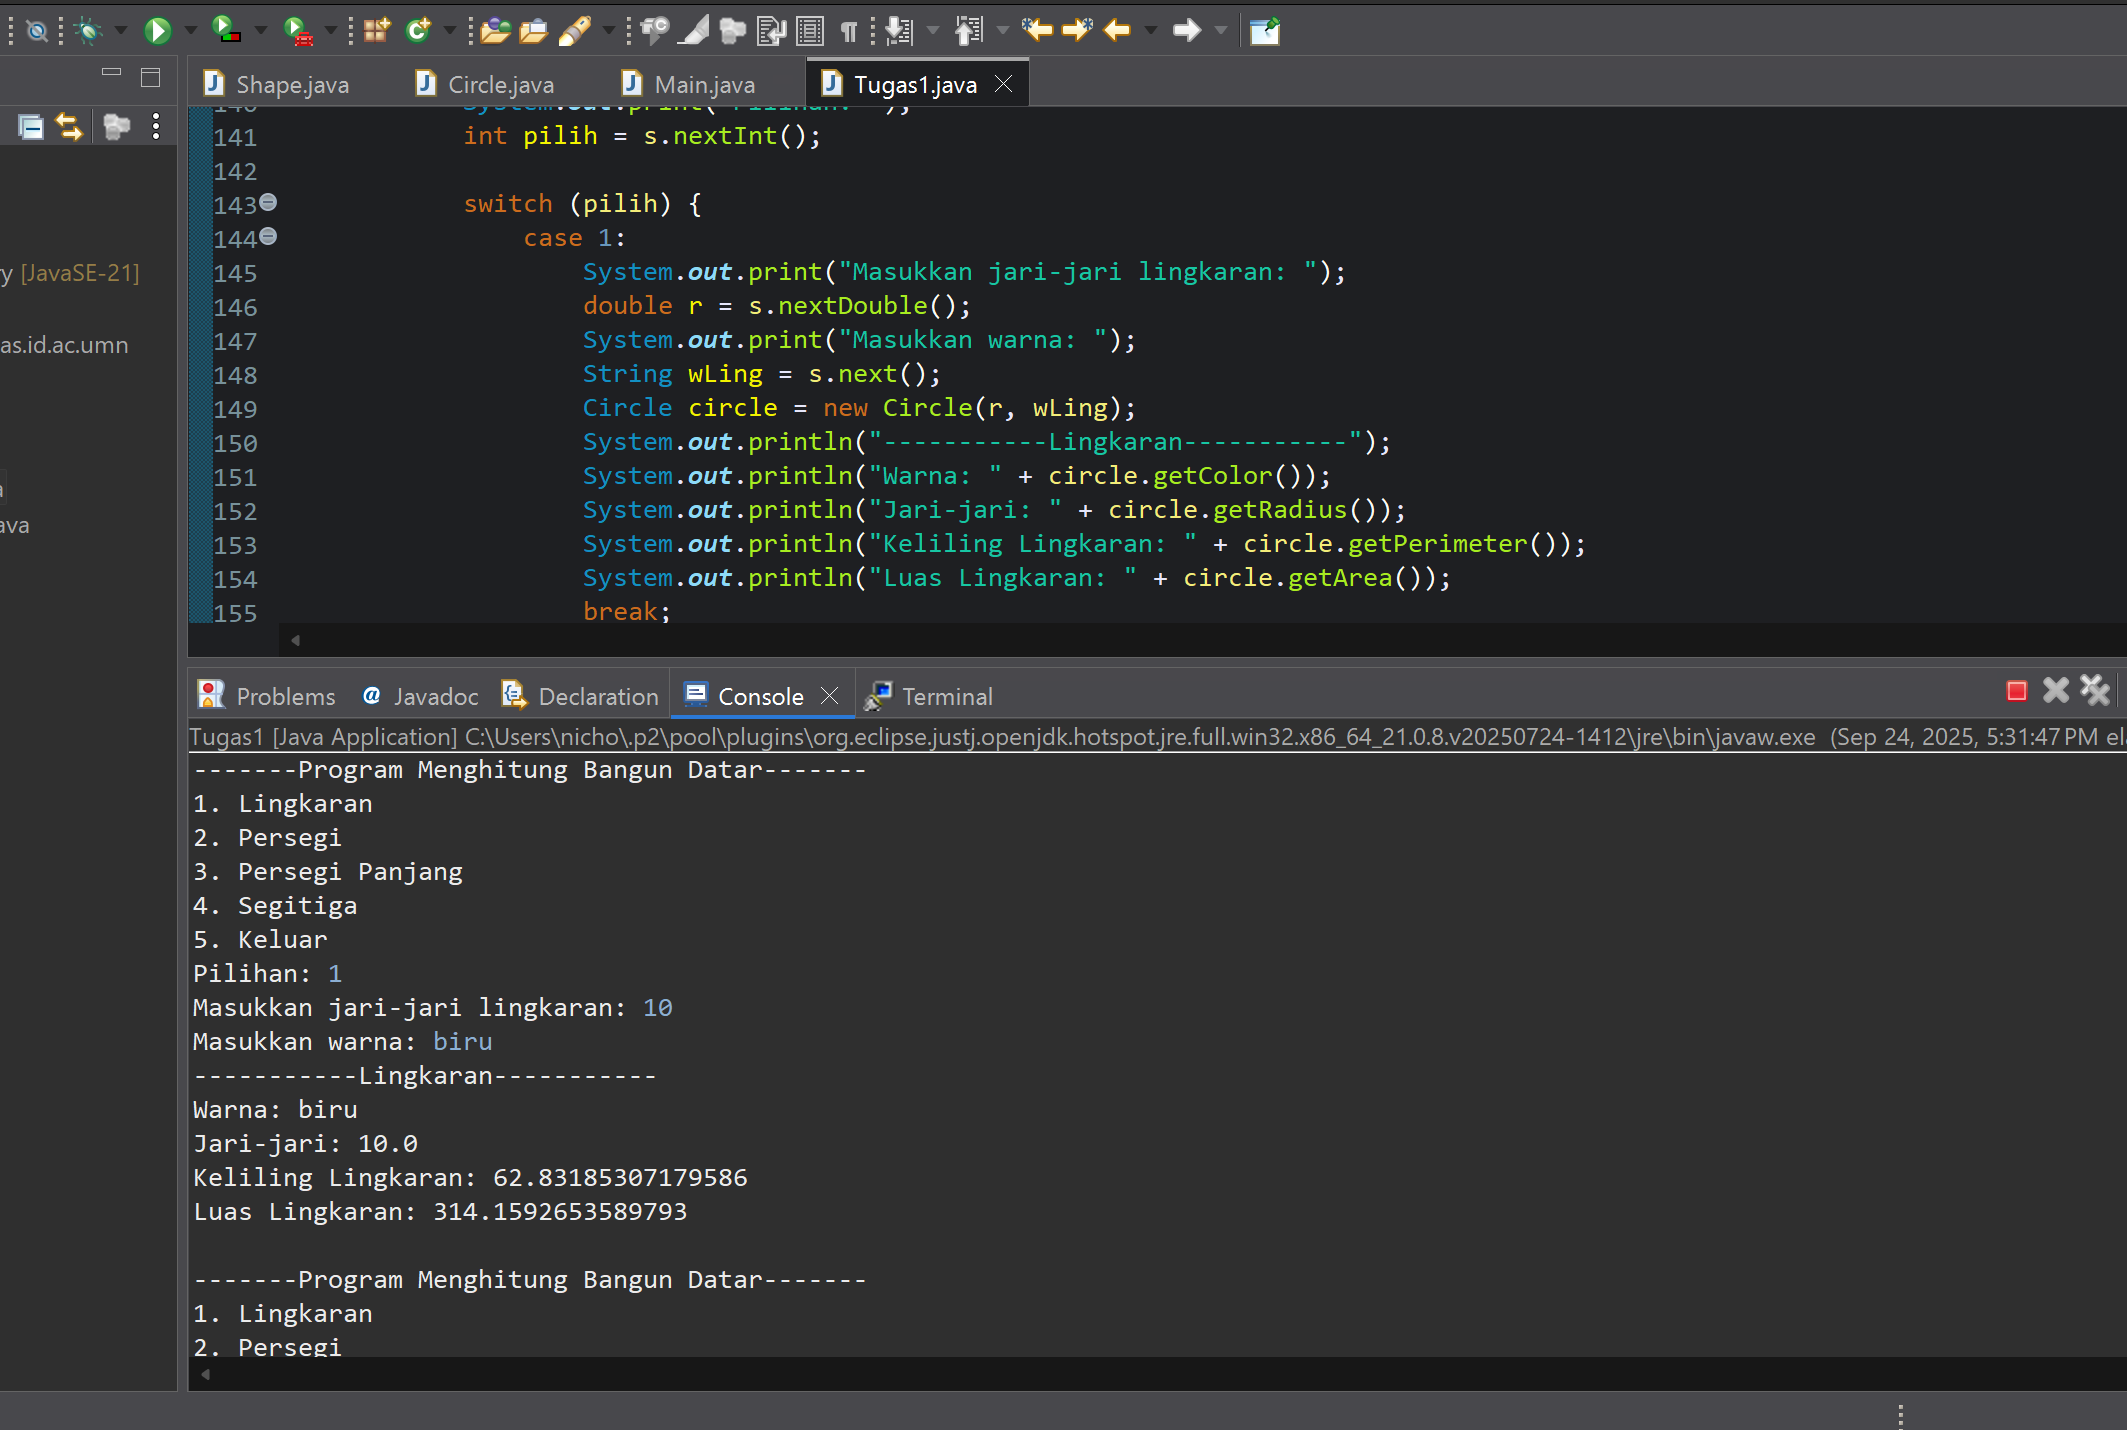 Shape.java Circle.java Main.java Tugas1.java
141 int pilih = s.nextInt();
142
143 switch (pilih) {
144 case 1:
145 System.out.print("Masukkan jari-jari lingkaran: ");
y [JavaSE-21]
146 double r = s.nextDouble();
147 System.out.print("Masukkan warna: ");
as.id.ac.umn
148 String wLing = s.next();
149 Circle circle = new Circle(r, wLing);
150 System.out.println("-----------Lingkaran-----------");
151 System.out.println("Warna: " + circle.getColor());
a
152 System.out.println("Jari-jari: " + circle.getRadius());
ava
153 System.out.println("Keliling Lingkaran: " + circle.getPerimeter());
154 System.out.println("Luas Lingkaran: " + circle.getArea());
155 break;
Problems Javadoc Declaration Console Terminal
Tugas1 [Java Application] C:\Users\nicho\.p2\pool\plugins\org.eclipse.justj.openjdk.hotspot.jre.full.win32.x86_64_21.0.8.v20250724-1412\jre\bin\javaw.exe (Sep 24, 2025, 5:31:47 PM el
-------Program Menghitung Bangun Datar-------
1. Lingkaran
2. Persegi
3. Persegi Panjang
4. Segitiga
5. Keluar
Pilihan: 1
Masukkan jari-jari lingkaran: 10
Masukkan warna: biru
-----------Lingkaran-----------
Warna: biru
Jari-jari: 10.0
Keliling Lingkaran: 62.83185307179586
Luas Lingkaran: 314.1592653589793
-------Program Menghitung Bangun Datar-------
1. Lingkaran
2. Persegi